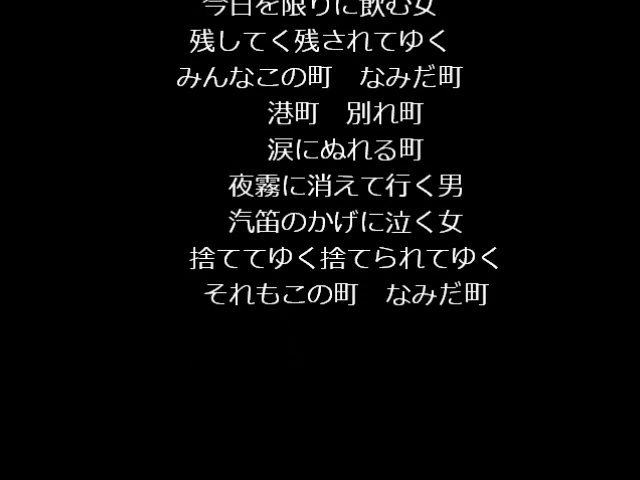 今日を限りに飲む女
残してく残されてゆく
みんなこの町　なみだ町
港町　別れ町
涙にぬれる町
夜霧に消えて行く男
汽笛のかげに泣く女
捨ててゆく捨てられてゆく
それもこの町　なみだ町